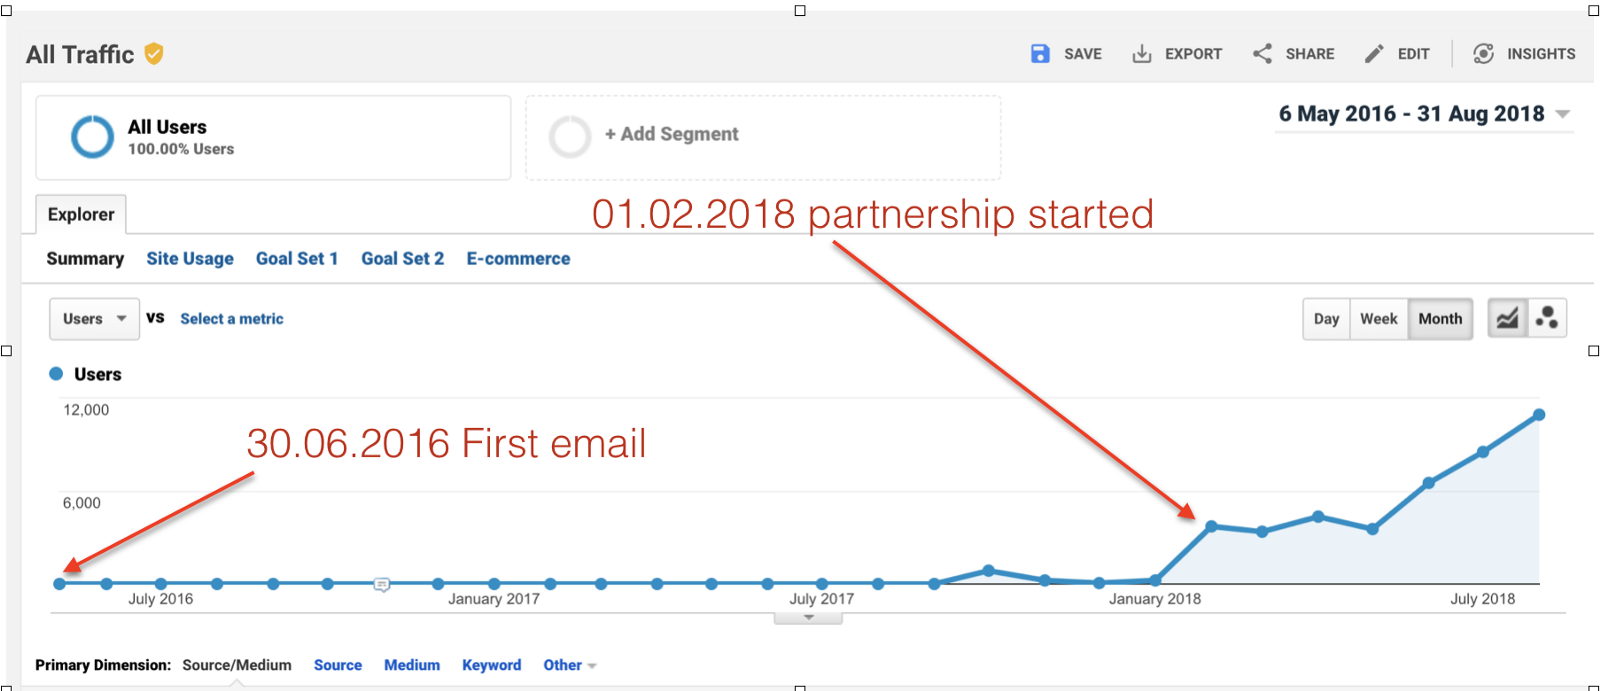 All Traffic
SAVE EXPORT SHARE EDIT INSIGHTS
All Users
100.00% Users
+ Add Segment
6 May 2016 - 31 Aug 2018
Explorer
01.02.2018 partnership started
Summary Site Usage Goal Set 1 Goal Set 2 E-commerce
Users vs Select a metric
Day Week Month
Users
12,000
30.06.2016 First email
6,000
July 2016 January 2017 July 2017 January 2018 July 2018
Primary Dimension: Source/Medium Source Medium Keyword Other